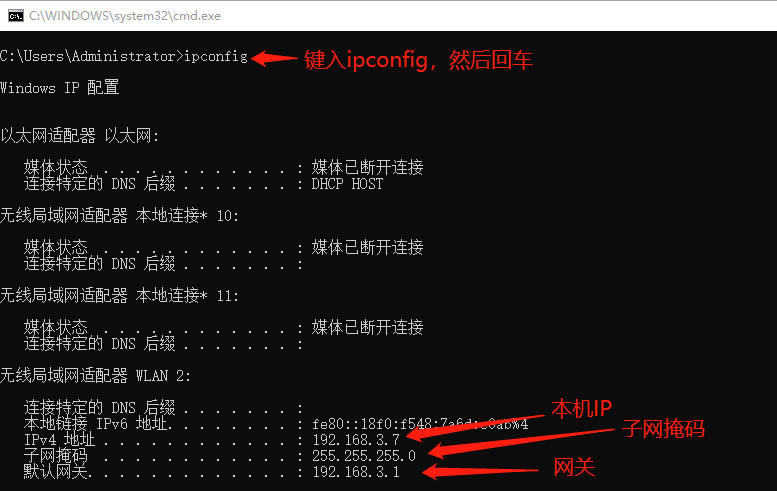 C:\WINDOWS\system32\cmd.exe
C:\Users\Administrator>ipconfig
键入ipconfig，然后回车
Windows IP 配置
以太网适配器 以太网:
媒体状态 . . . . . . . . . . . . : 媒体已断开连接
连接特定的 DNS 后缀 . . . . . . . : DHCP HOST
无线局域网适配器 本地连接* 10:
媒体状态 . . . . . . . . . . . . : 媒体已断开连接
连接特定的 DNS 后缀 . . . . . . . :
无线局域网适配器 本地连接* 11:
媒体状态 . . . . . . . . . . . . : 媒体已断开连接
连接特定的 DNS 后缀 . . . . . . . :
无线局域网适配器 WLAN 2:
连接特定的 DNS 后缀 . . . . . . . :
本地链接 IPv6 地址. . . . . . . . :
本机IP
IPv4 地址 . . . . . . . . . . . . : 192.168.3.7
子网掩码
子网掩码 . . . . . . . . . . . . : 255.255.255.0
默认网关. . . . . . . . . . . . . : 192.168.3.1
网关